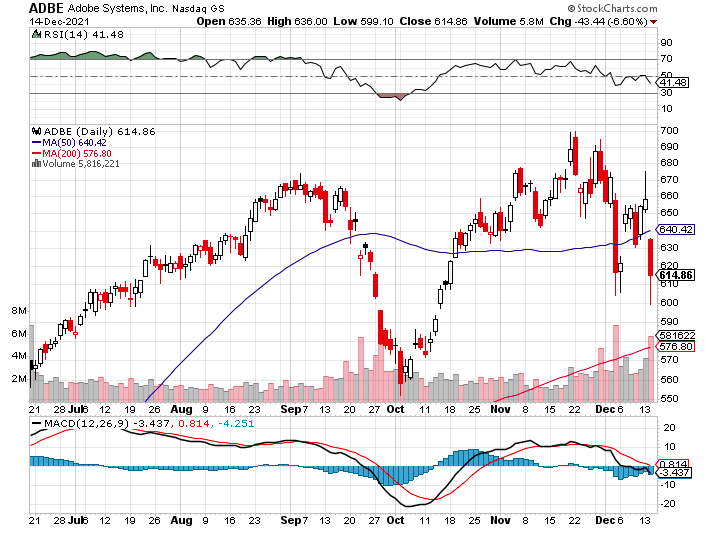 ADBE Adobe Systems, Inc. Nasdaq GS © StockCharts.com
14-Dec-2021 Open 635.36 High 636.00 Low 599.10 Close 614.86 Volume 5.8M Chg -43.44 (-6.60%)
RSI(14) 41.48
90
70
50
41.48
30
10
ADBE (Daily) 614.86
MA(50) 640.42
MA(200) 576.80
Volume 5,816,221
700
690
680
670
660
650
640.42
630
620
614.86
610
600
590
5816221
576.80
570
560
550
8M
6M
4M
2M
21 28 Jul 6 12 19 26 Aug 9 16 23 Sep 7 13 20 27 Oct 11 18 25 Nov 8 15 22 Dec 6 13
MACD(12,26,9) -3.437, 0.814, -4.251
20
10
0.814
-3.437
-10
-20
21 28 Jul 6 12 19 26 Aug 9 16 23 Sep 7 13 20 27 Oct 11 18 25 Nov 8 15 22 Dec 6 13